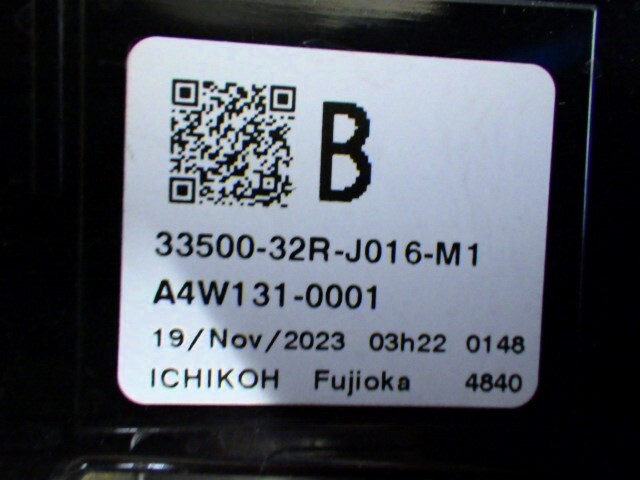 B
33500-32R-J016-M1
A4W131-0001
19/Nov/2023 03h22 0148
ICHIKOH Fujioka 4840